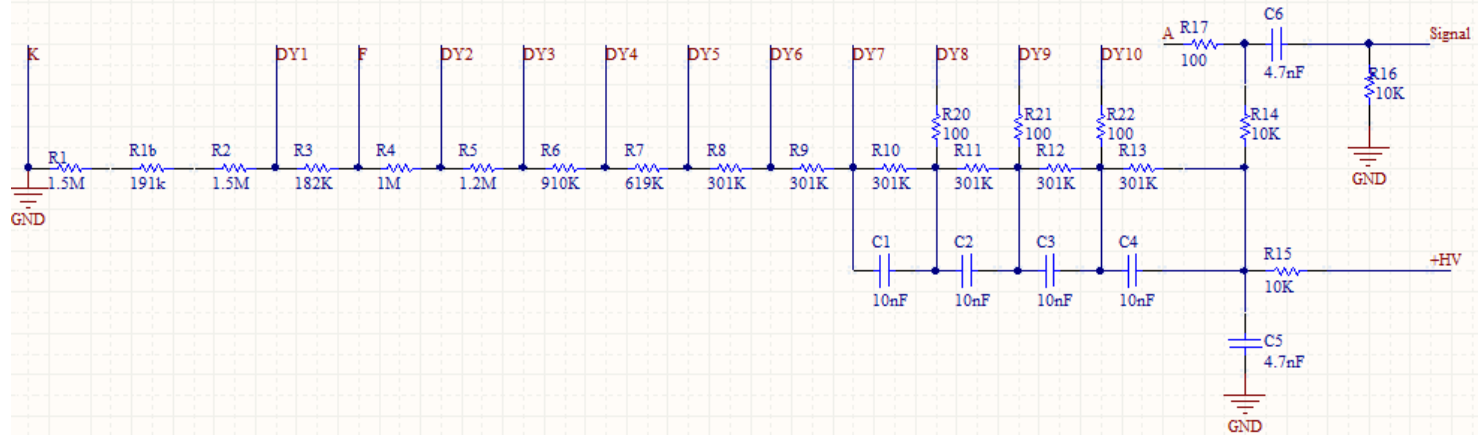 K
DY1
F
DY2
DY3
DY4
DY5
DY6
DY7
DY8
DY9
DY10
A
R17
100
C6
4.7nF
Signal
R16
10K
GND
R20
100
R21
100
R22
100
R14
10K
R1
1.5M
R1b
191k
R2
1.5M
R3
182K
R4
1M
R5
1.2M
R6
910K
R7
619K
R8
301K
R9
301K
R10
301K
R11
301K
R12
301K
R13
301K
GND
C1
10nF
C2
10nF
C3
10nF
C4
10nF
R15
10K
+HV
C5
4.7nF
GND